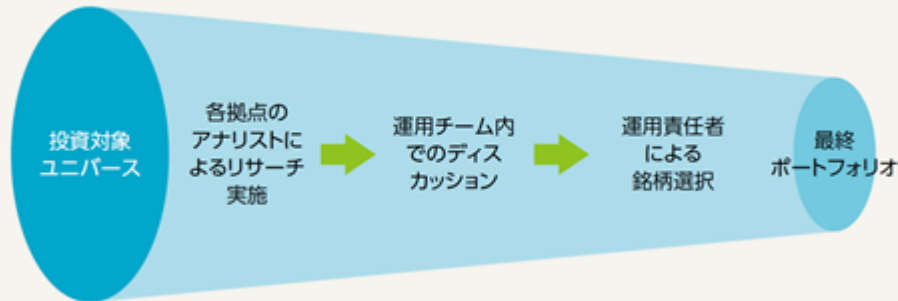 投資対象
ユニバース
各拠点の
アナリストに
よるリサーチ
実施
運用チーム内
でのディス
カッション
運用責任者
による
銘柄選択
最終
ポートフォリオ